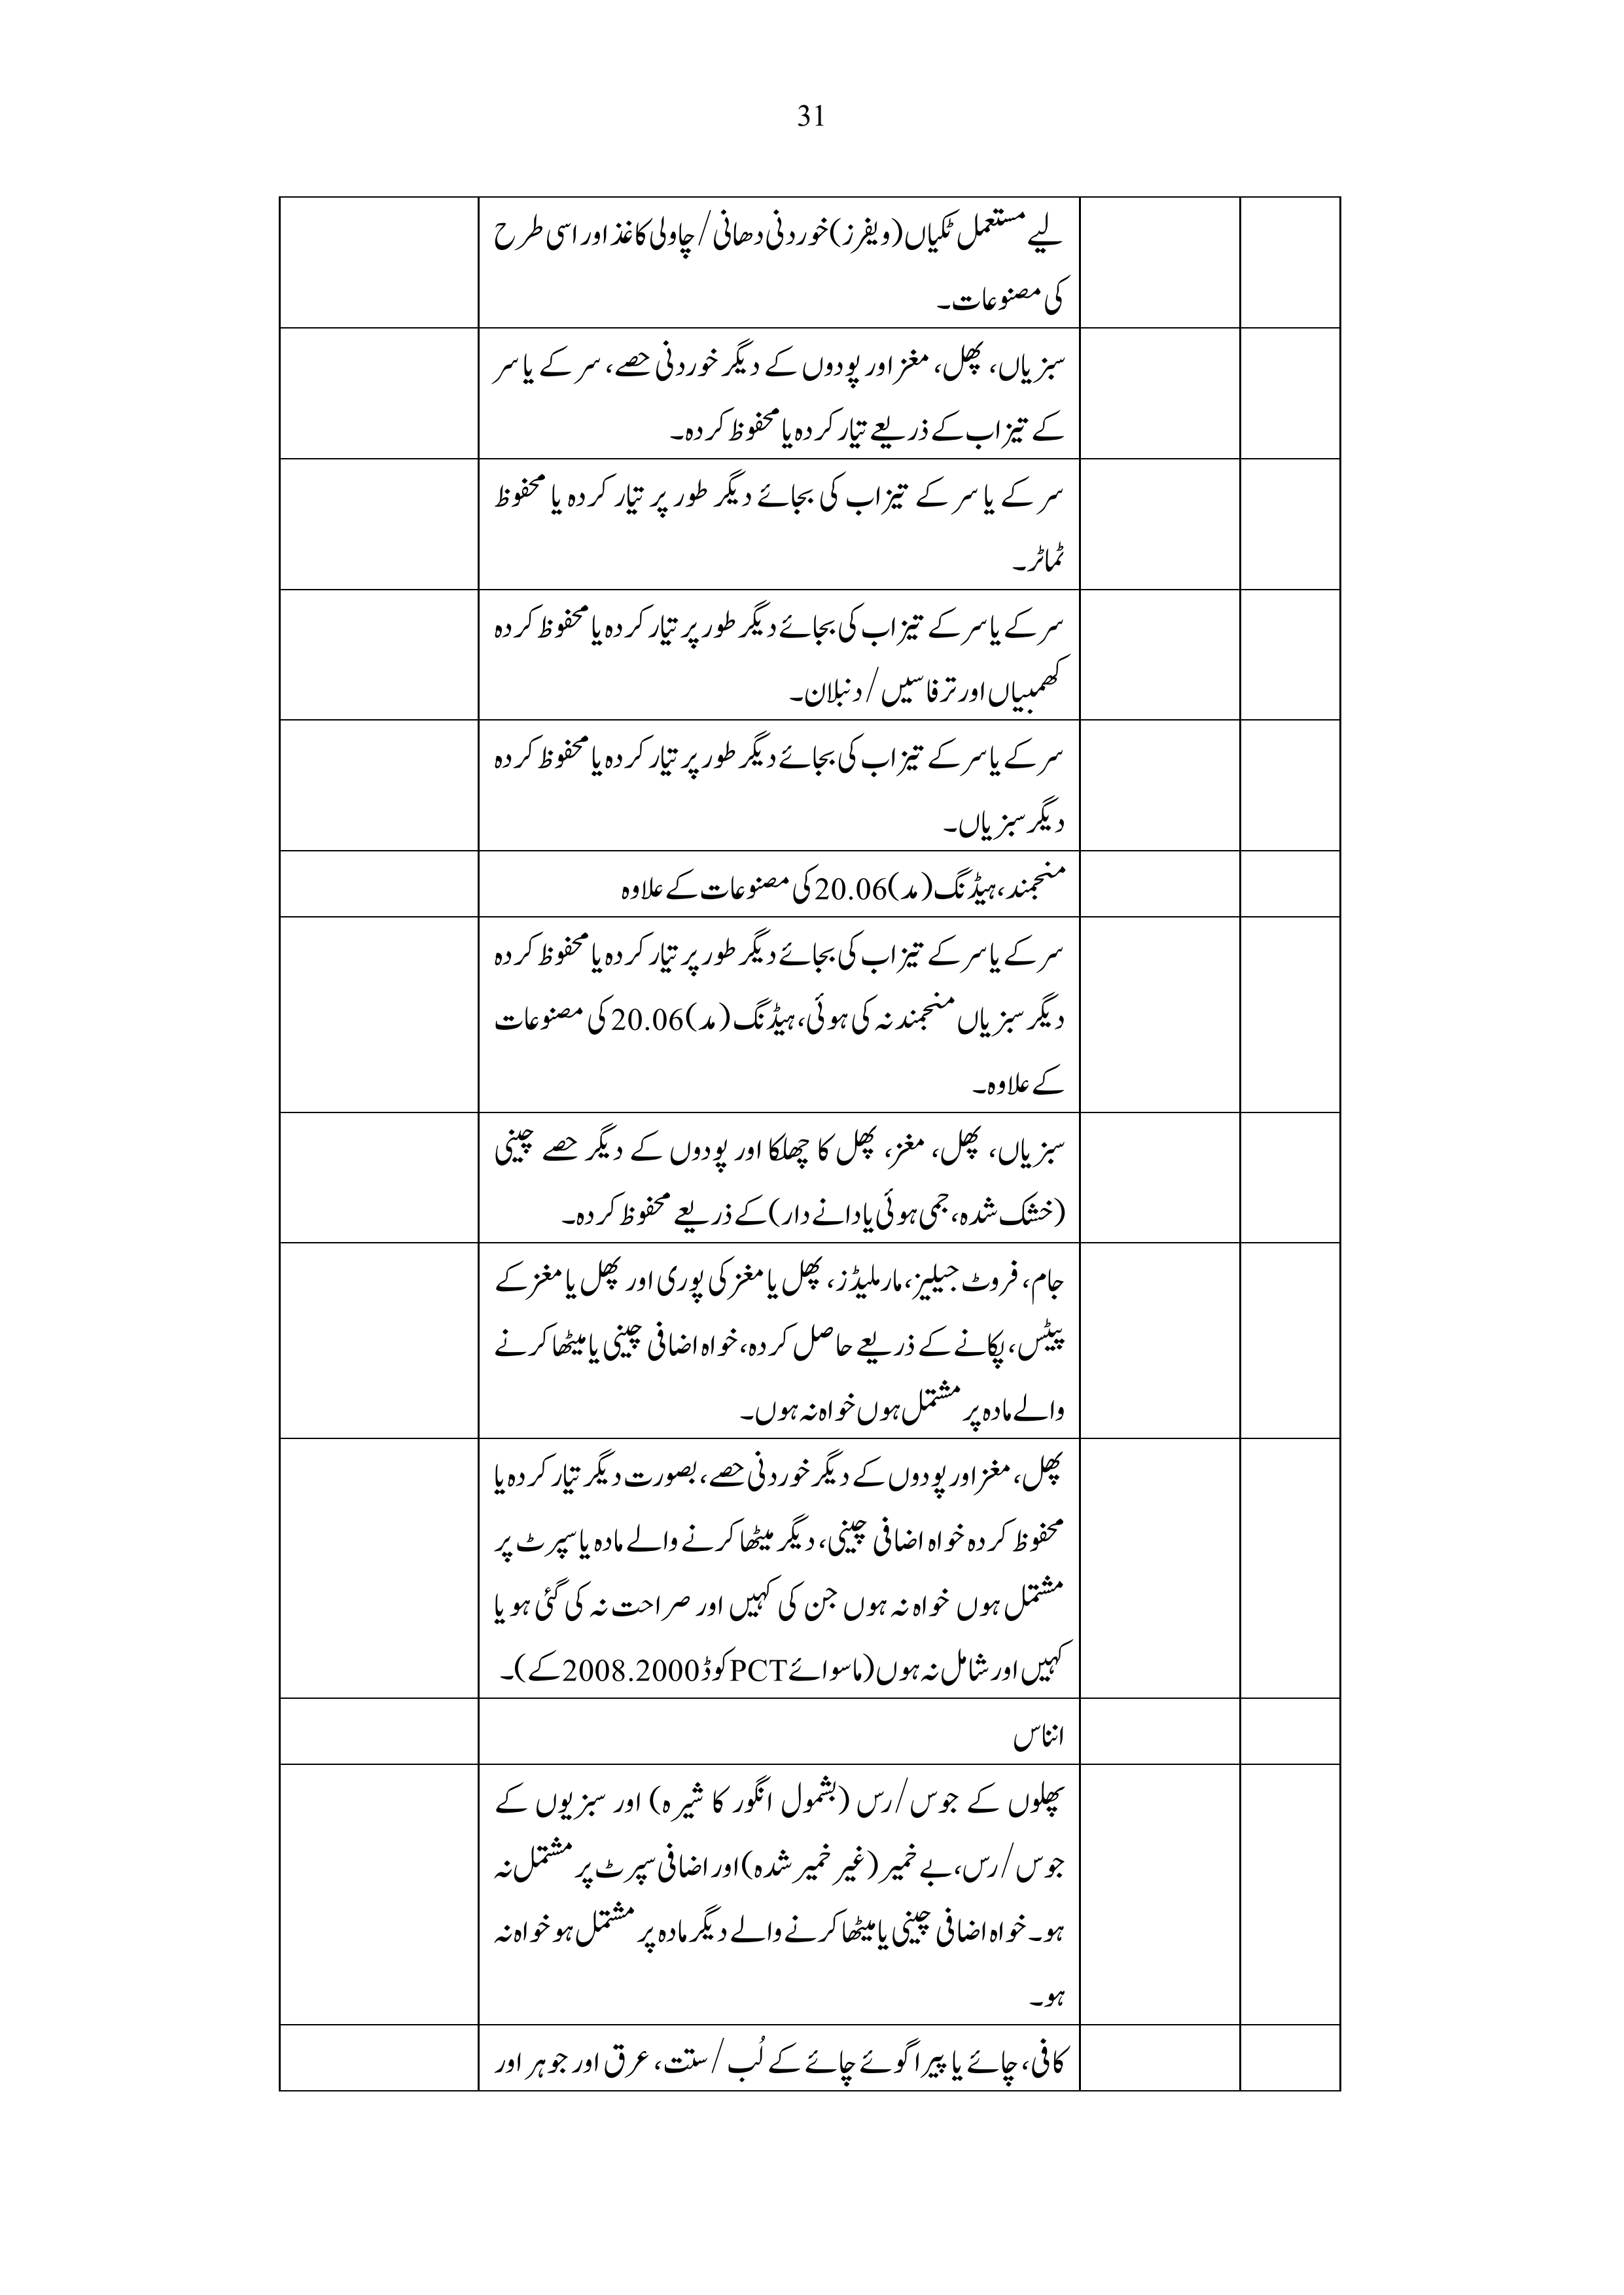 31
لیے مستعمل ٹکیاں (ویفرز) خوردنی دھانی/چاولی کاغذ اور اسی طرح
کی مصنوعات۔
سبزیاں، پھل، مغز اور پودوں کے دیگر خوردنی حصے، سرکے یا سر
کے تیزاب کے ذریعے تیار کردہ یا محفوظ کردہ۔
سرکے یا سرکے تیزاب کی بجائے دیگر طور پر تیار کردہ یا محفوظ
ٹماٹر۔
سرکے یا سرکے تیزاب کی بجائے دیگر طور پر تیار کردہ یا محفوظ کردہ
کھمبیاں اور ترفاسیں/دنبلان۔
سرکے یا سرکے تیزاب کی بجائے دیگر طور پر تیار کردہ یا محفوظ کردہ
دیگر سبزیاں۔
منجمند، ہیڈنگ (مد) 20.06 کی مصنوعات کے علاوہ
سرکے یا سرکے تیزاب کی بجائے دیگر طور پر تیار کردہ یا محفوظ کردہ
دیگر سبزیاں منجمند نہ کی ہوئی، ہیڈنگ (مد) 20.06 کی مصنوعات
کے علاوہ۔
سبزیاں، پھل، مغز، پھل کا چھلکا اور پودوں کے دیگر حصے چینی
(خشک شدہ، جمی ہوئی یا دانے دار) کے ذریعے محفوظ کردہ۔
جام، فروٹ جیلیز، مارملیڈز، پھل یا مغز کی پوری اور پھل یا مغز کے
پیٹس، پکانے کے ذریعے حاصل کردہ، خواہ اضافی چینی یا میٹھا کرنے
والے مادہ پر مشتمل ہوں خواہ نہ ہوں۔
پھل، مغز اور پودوں کے دیگر خوردنی حصے، بصورت دیگر تیار کردہ یا
محفوظ کردہ خواہ اضافی چینی، دیگر میٹھا کرنے والے مادہ یا سپرٹ پر
مشتمل ہوں خواہ نہ ہوں جن کی کہیں اور صراحت نہ کی گئی ہو یا
کہیں اور شامل نہ ہوں (ماسوائے PCT کوڈ 2008.2000 کے)۔
انناس
پھلوں کے جوس/رس (بشمول انگور کا شیرہ) اور سبزیوں کے
جوس/رس، بے خمیر (غیر خمیر شدہ) اور اضافی سپرٹ پر مشتمل نہ
ہو۔ خواہ اضافی چینی یا میٹھا کرنے والے دیگر مادہ پر مشتمل ہو خواہ نہ
ہو۔
کافی، چائے یا پیراگوئے چائے کے لُب/ستت، عرق اور جوہر اور